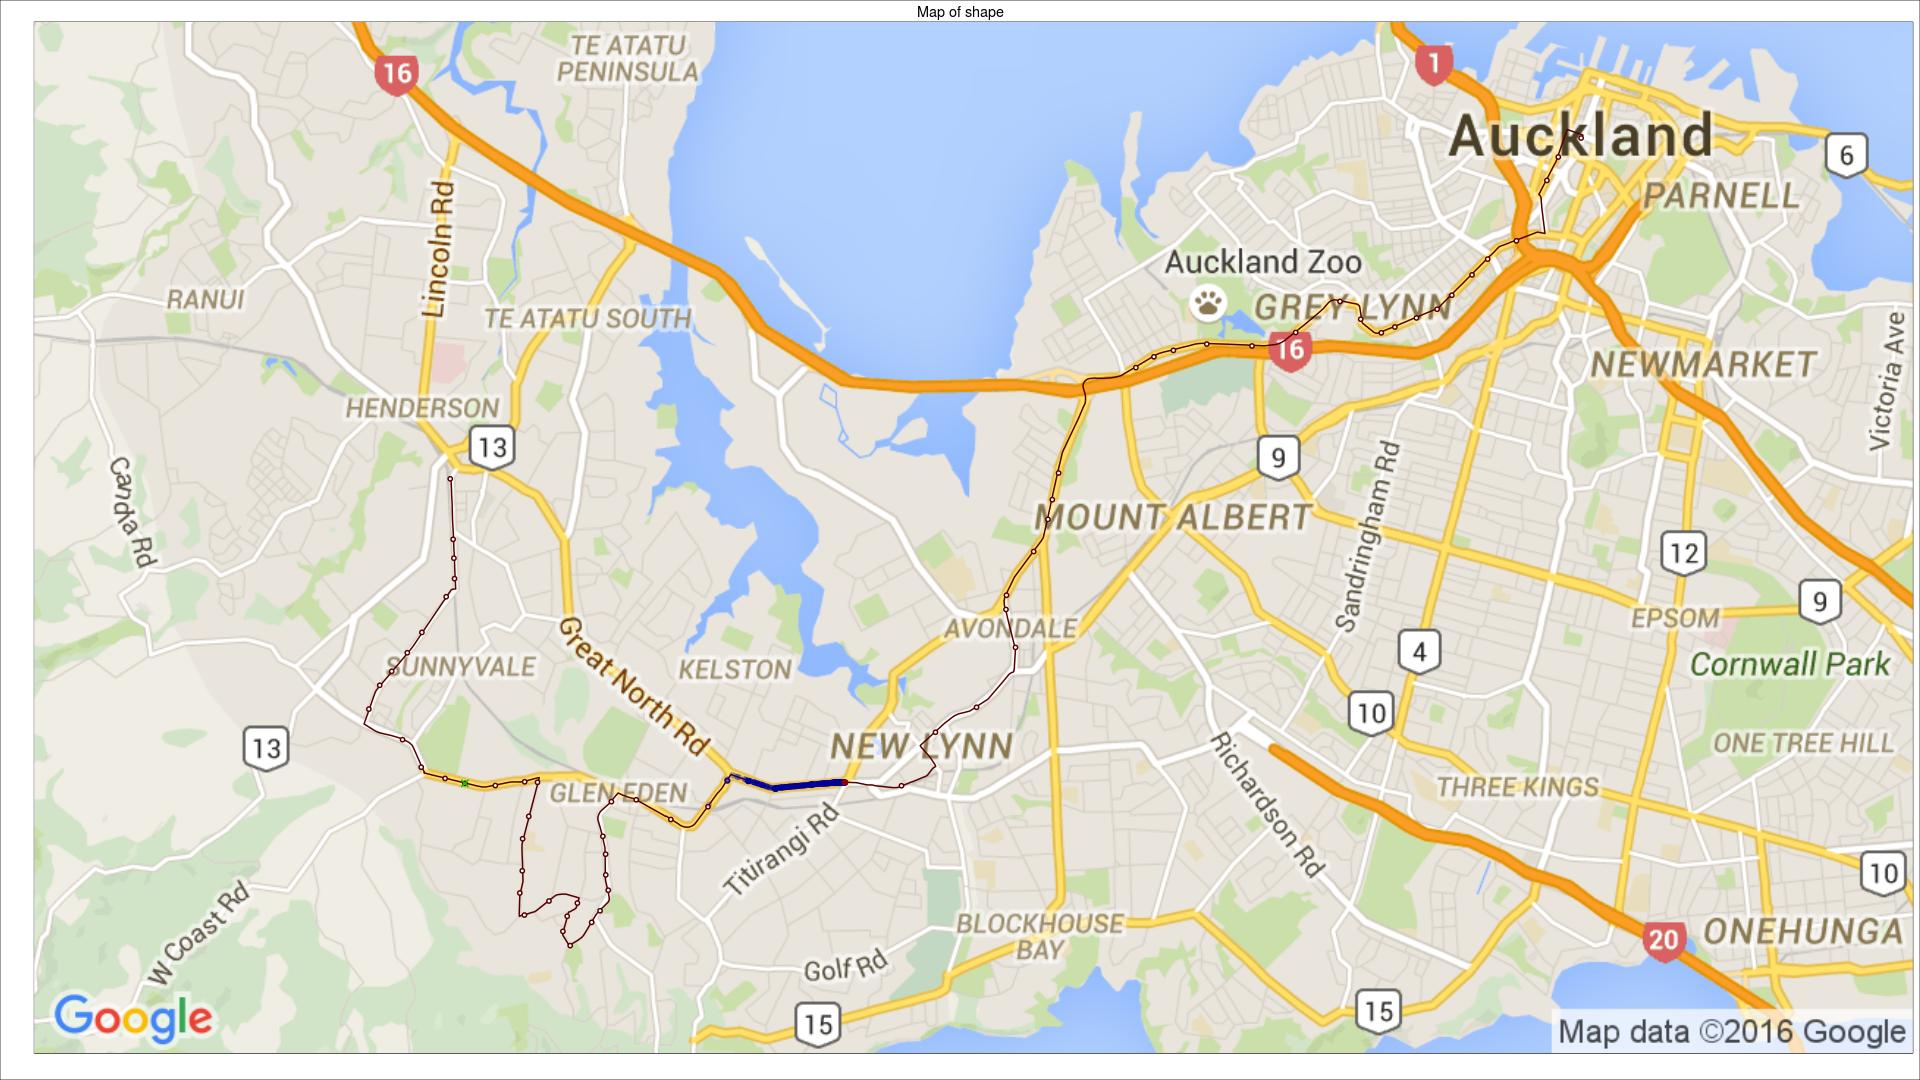 Map of shape
TE ATATU
PENINSULA
16
1
Auckland
6
PARNELL
Lincoln Rd
Auckland Zoo
RANUI
TE ATATU SOUTH
GREY LYNN
16
NEWMARKET
Victoria Ave
HENDERSON
13
9
Candia Rd
Sandringham Rd
MOUNT ALBERT
12
9
EPSOM
Great North Rd
AVONDALE
4
SUNNYVALE
KELSTON
Cornwall Park
10
13
NEW LYNN
ONE TREE HILL
Richardson Rd
GLEN EDEN
THREE KINGS
Titirangi Rd
10
W Coast Rd
BLOCKHOUSE
BAY
20
ONEHUNGA
Golf Rd
Google
15
15
Map data ©2016 Google